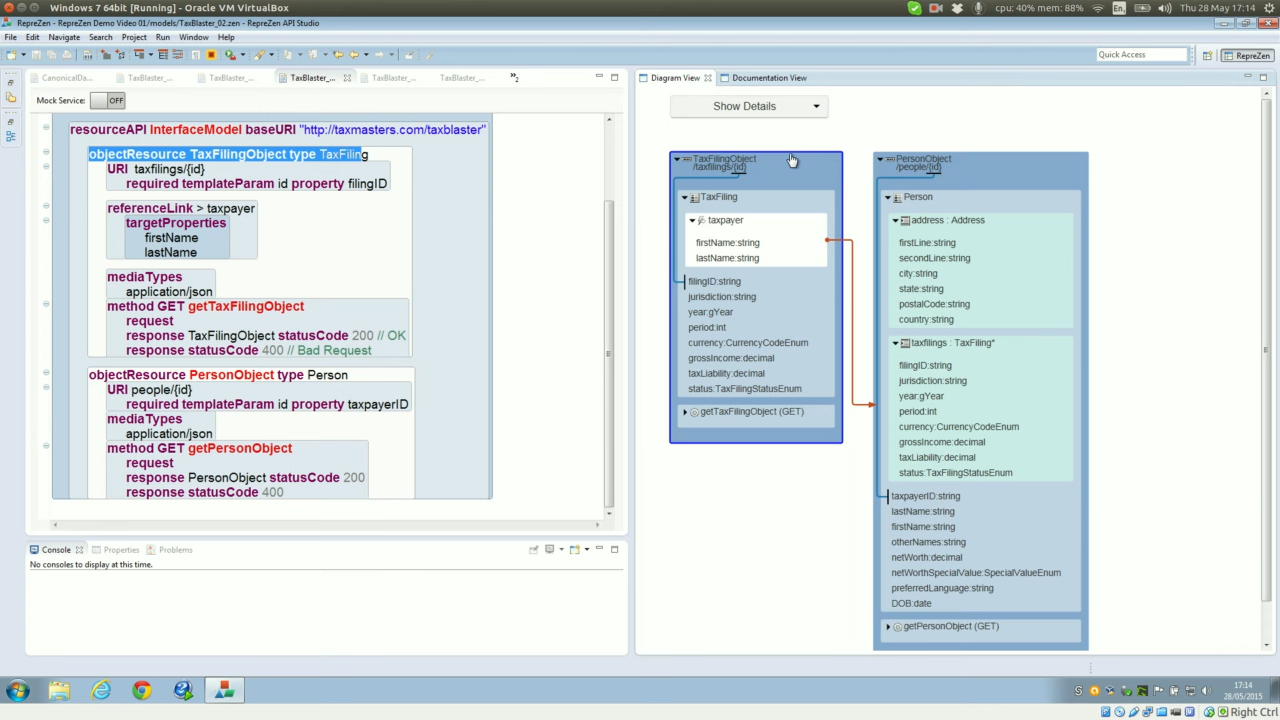 Windows 7 64bit [Running] - Oracle VM VirtualBox
En
cpu: 40% mem: 88%
Thu 28 May 17:14
RepreZen - RepreZen Demo Video 01/models/TaxBlaster_02.zen - RepreZen API Studio
File Edit Navigate Search Project Run Window Help
Quick Access
RepreZen
CanonicalDa...
TaxBlaster_...
TaxBlaster_...
TaxBlaster_...
TaxBlaster_...
TaxBlaster_...
»2
Mock Service: OFF
resourceAPI InterfaceModel baseURI "http://taxmasters.com/taxblaster"
objectResource TaxFilingObject type TaxFiling
URI taxfilings/{id}
required templateParam id property filingID
referenceLink > taxpayer
targetProperties
firstName
lastName
mediaTypes
application/json
method GET getTaxFilingObject
request
response TaxFilingObject statusCode 200 // OK
response statusCode 400 // Bad Request
objectResource PersonObject type Person
URI people/{id}
required templateParam id property taxpayerID
mediaTypes
application/json
method GET getPersonObject
request
response PersonObject statusCode 200
response statusCode 400
Console
Properties
Problems
No consoles to display at this time.
Diagram View
Documentation View
Show Details
TaxFilingObject
/taxfilings/{id}
TaxFiling
taxpayer
firstName:string
lastName:string
filingID:string
jurisdiction:string
year:gYear
period:int
currency:CurrencyCodeEnum
grossIncome:decimal
taxLiability:decimal
status:TaxFilingStatusEnum
getTaxFilingObject (GET)
PersonObject
/people/{id}
Person
address : Address
firstLine:string
secondLine:string
city:string
state:string
postalCode:string
country:string
taxfilings : TaxFiling*
filingID:string
jurisdiction:string
year:gYear
period:int
currency:CurrencyCodeEnum
grossIncome:decimal
taxLiability:decimal
status:TaxFilingStatusEnum
taxpayerID:string
lastName:string
firstName:string
otherNames:string
netWorth:decimal
netWorthSpecialValue:SpecialValueEnum
preferredLanguage:string
DOB:date
getPersonObject (GET)
17:14
28/05/2015
Right Ctrl